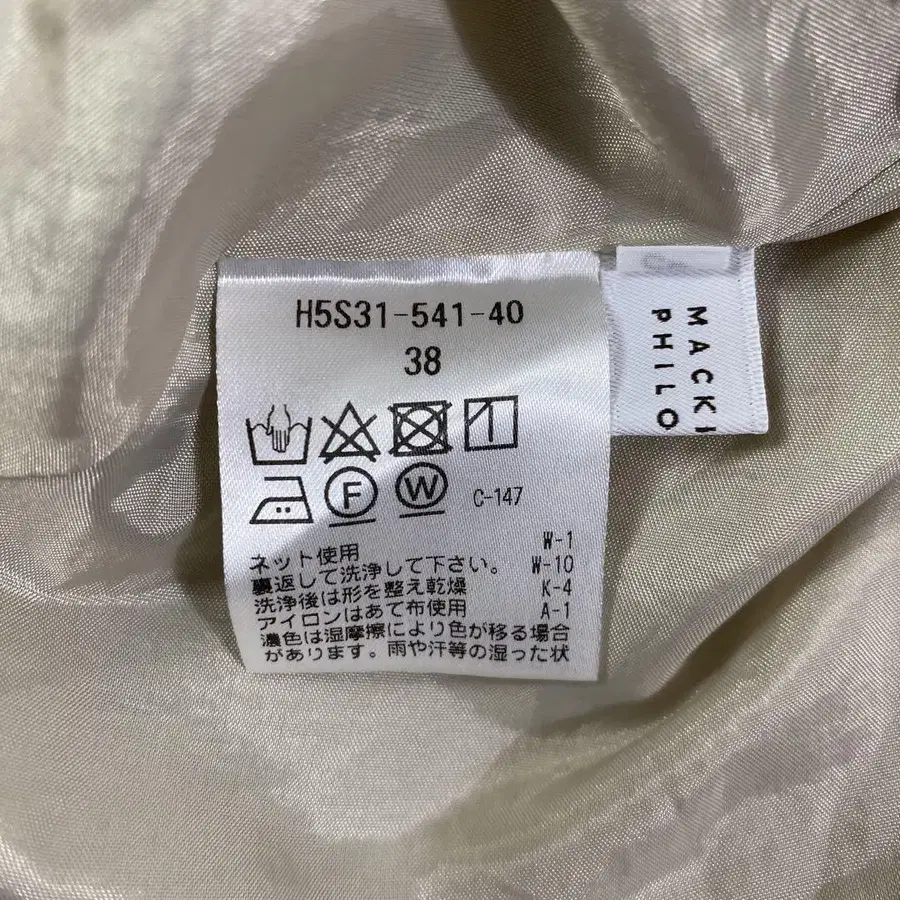 H5S31-541-40
38
F
W
C-147
W-1
ネット使用
裏返して洗浄して下さい。 W-10
洗浄後は形を整え乾燥 K-4
アイロンはあて布使用 A-1
濃色は湿摩擦により色が移る場合
があります。雨や汗等の湿った状
MACKI
PHILO